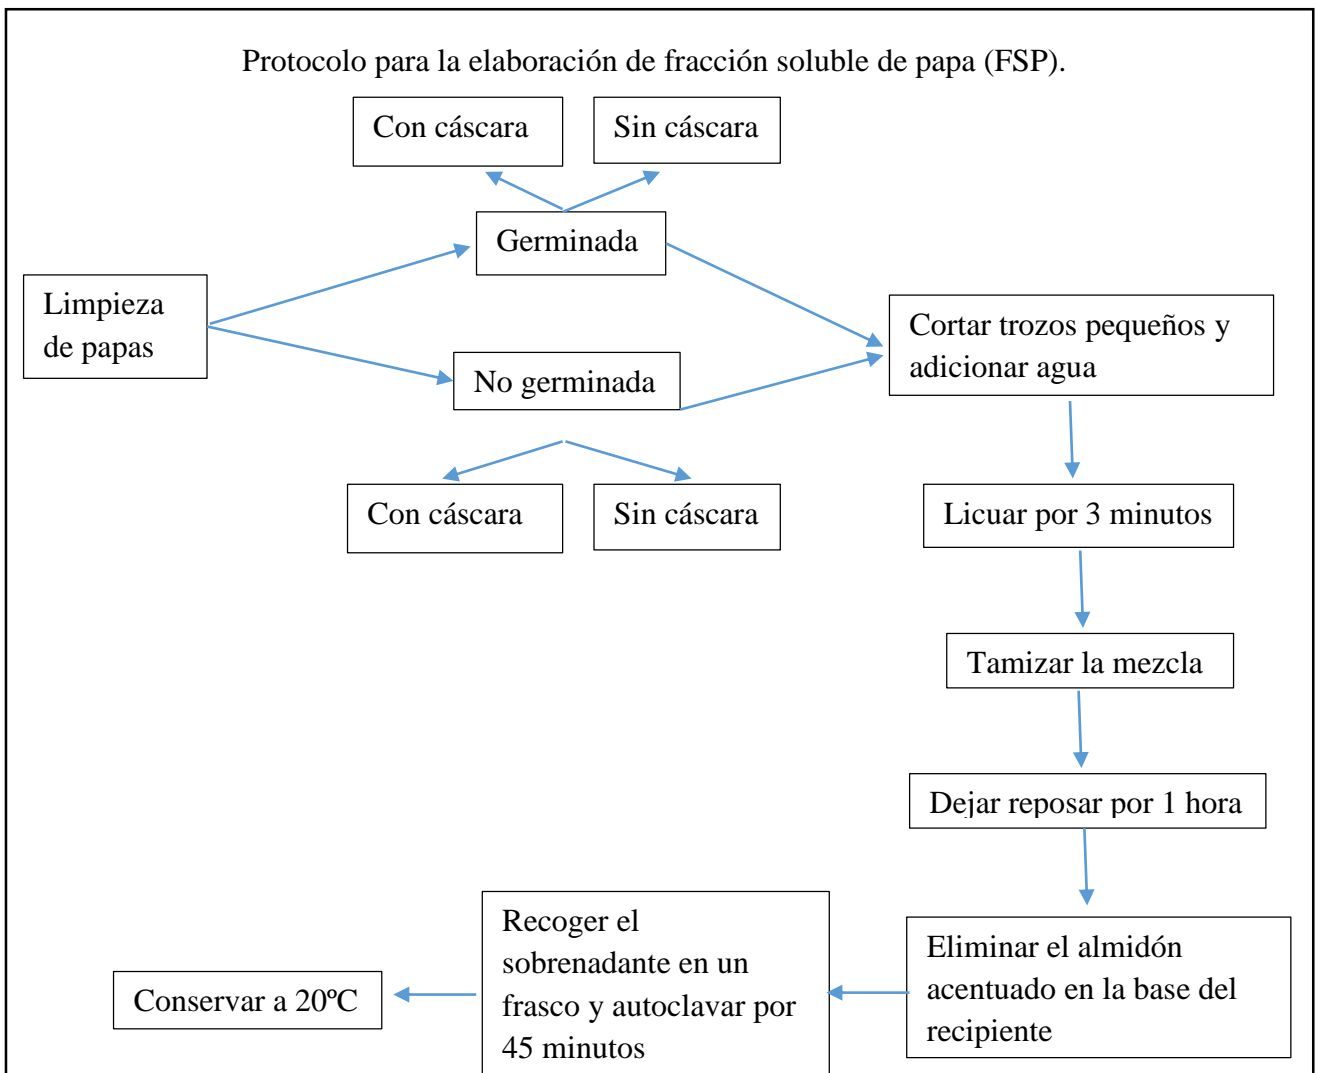 Protocolo para la elaboración de fracción soluble de papa (FSP).
Con cáscara
Sin cáscara
Germinada
Limpieza
de papas
No germinada
Con cáscara
Sin cáscara
Cortar trozos pequeños y
adicionar agua
Licuar por 3 minutos
Tamizar la mezcla
Dejar reposar por 1 hora
Eliminar el almidón
acentuado en la base del
recipiente
Recoger el
sobrenadante en un
frasco y autoclavar por
45 minutos
Conservar a 20ºC